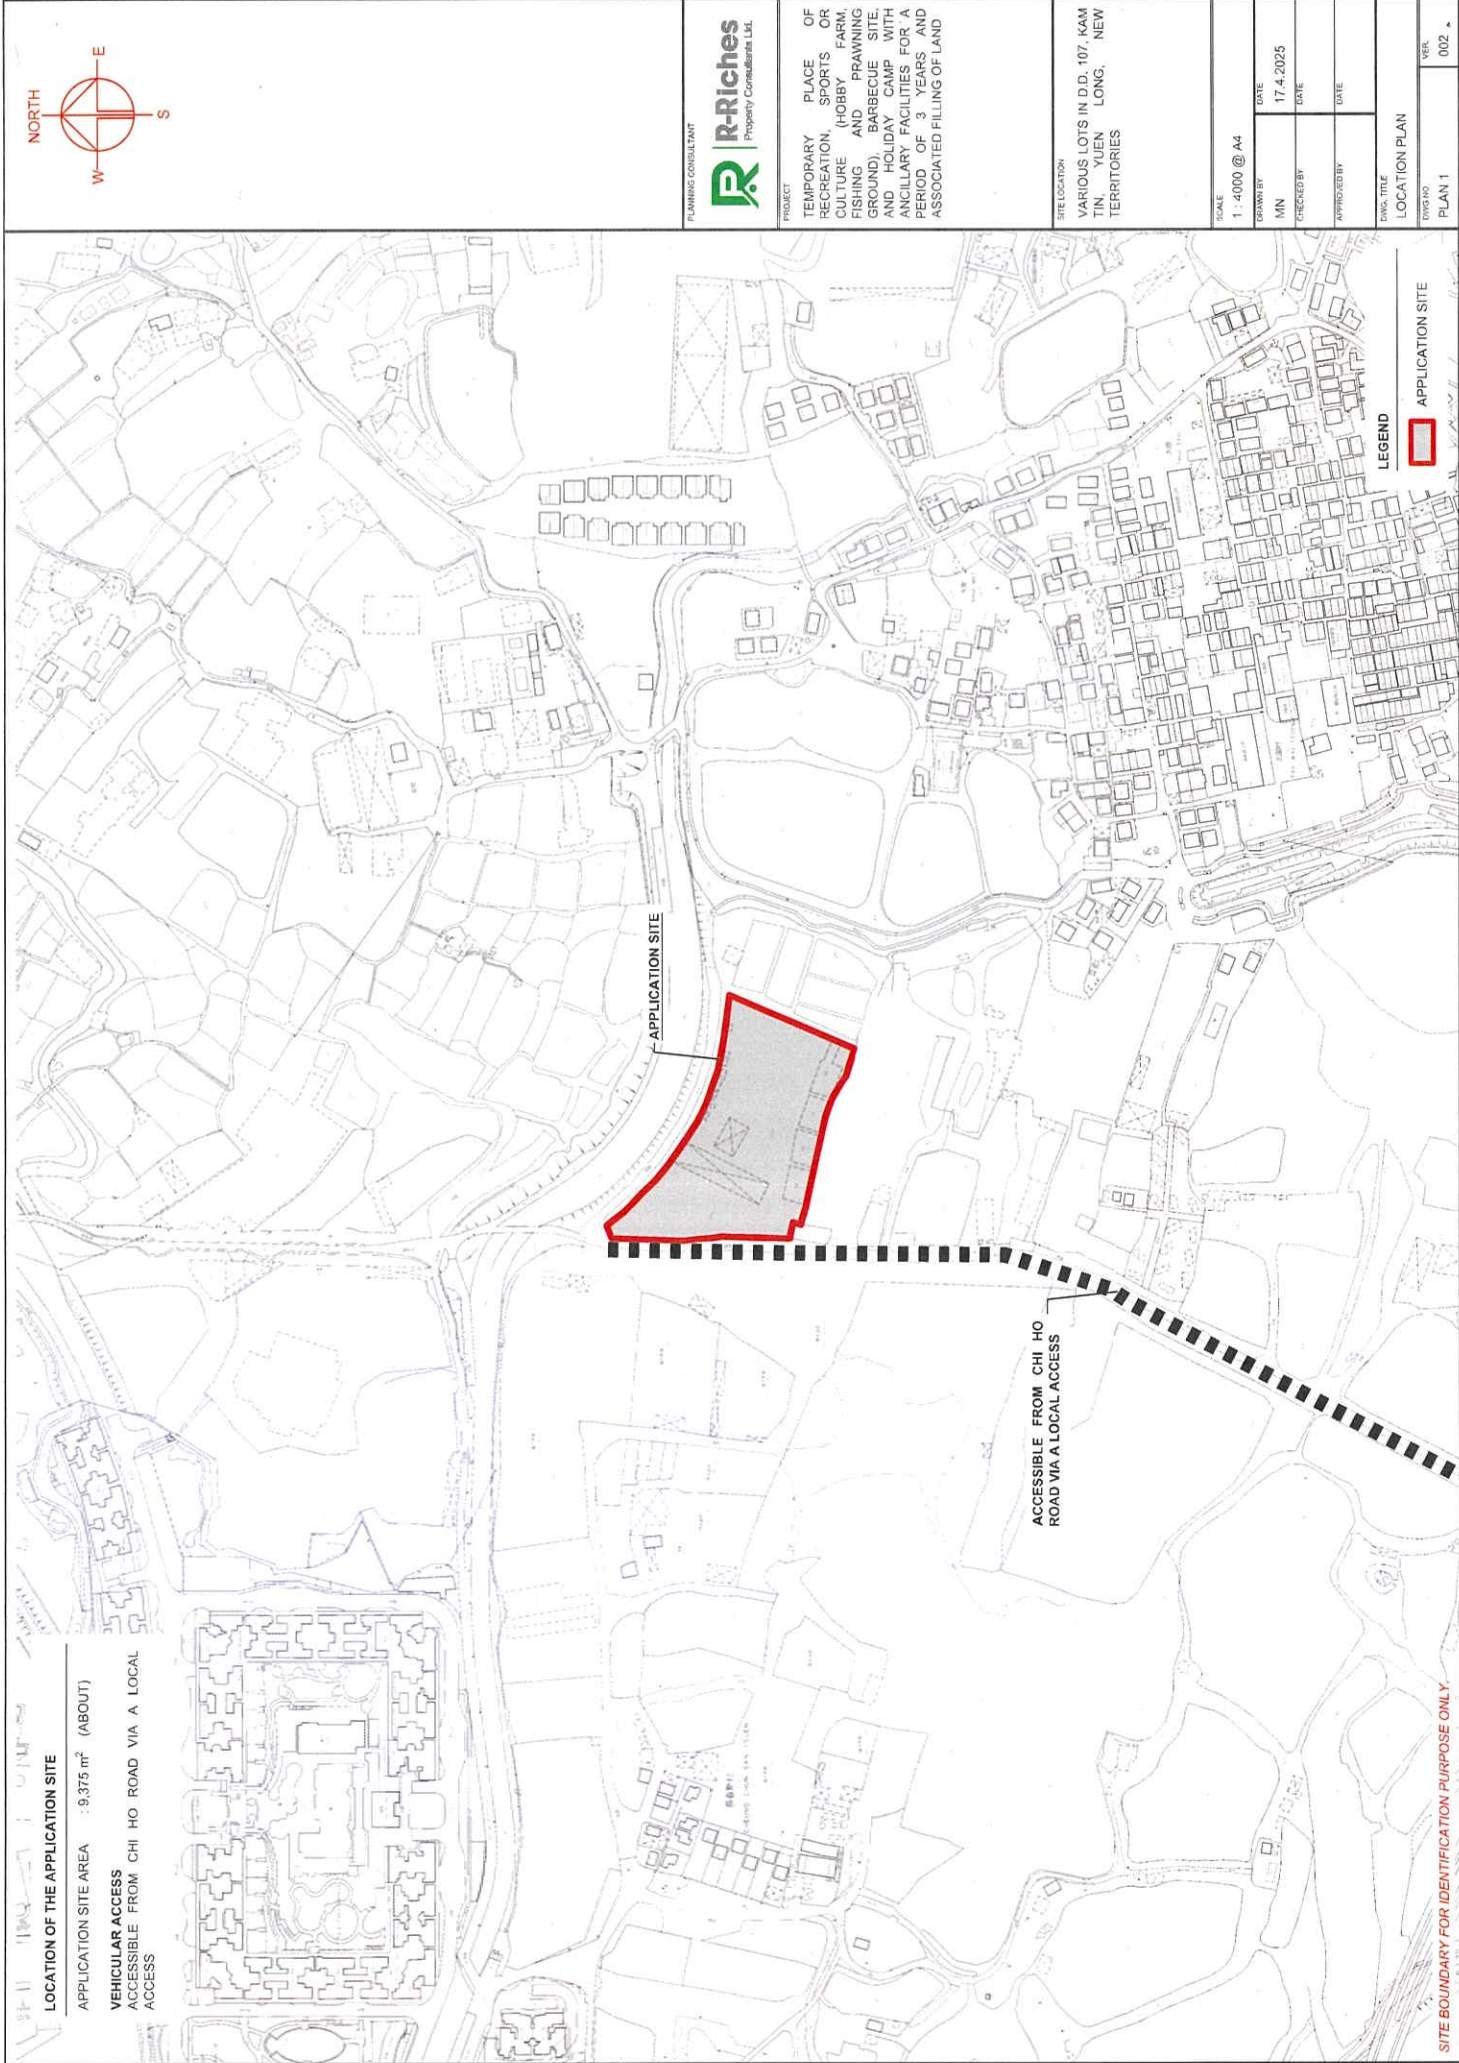 LOCATION OF THE APPLICATION SITE
APPLICATION SITE AREA : 9,375 m² (ABOUT)
VEHICULAR ACCESS
ACCESSIBLE FROM CHI HO ROAD VIA A LOCAL
ACCESS
APPLICATION SITE
ACCESSIBLE FROM CHI HO
ROAD VIA A LOCAL ACCESS
SITE BOUNDARY FOR IDENTIFICATION PURPOSE ONLY.
LEGEND
APPLICATION SITE
NORTH
W
E
S
PLANNING CONSULTANT
R-Riches
Property Consultants Ltd.
PROJECT
TEMPORARY PLACE OF
RECREATION, SPORTS OR
CULTURE (HOBBY FARM,
FISHING AND PRAWNING
GROUND), BARBECUE SITE,
AND HOLIDAY CAMP WITH
ANCILLARY FACILITIES FOR A
PERIOD OF 3 YEARS AND
ASSOCIATED FILLING OF LAND
SITE LOCATION
VARIOUS LOTS IN D.D. 107, KAM
TIN, YUEN LONG, NEW
TERRITORIES
SCALE
1 : 4000 @ A4
DRAWN BY
DATE
MN
17.4.2025
CHECKED BY
DATE
APPROVED BY
DATE
DWG. TITLE
LOCATION PLAN
DWG NO.
VER.
PLAN 1
002